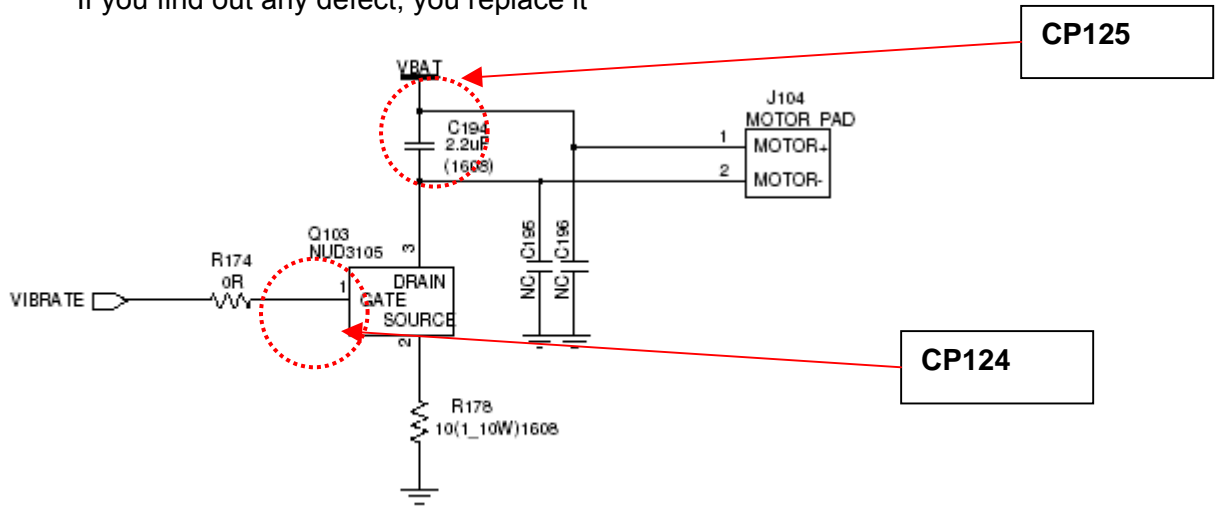 If you find out any defect, you replace it
CP125
VBAT
J104
MOTOR PAD
C194
2.2uF
(1608)
1
MOTOR+
2
MOTOR-
Q103
NUD3105
3
NC C195
NC C196
R174
0R
1
DRAIN
VIBRATE
GATE
SOURCE
2
CP124
R178
10(1_10W)1608